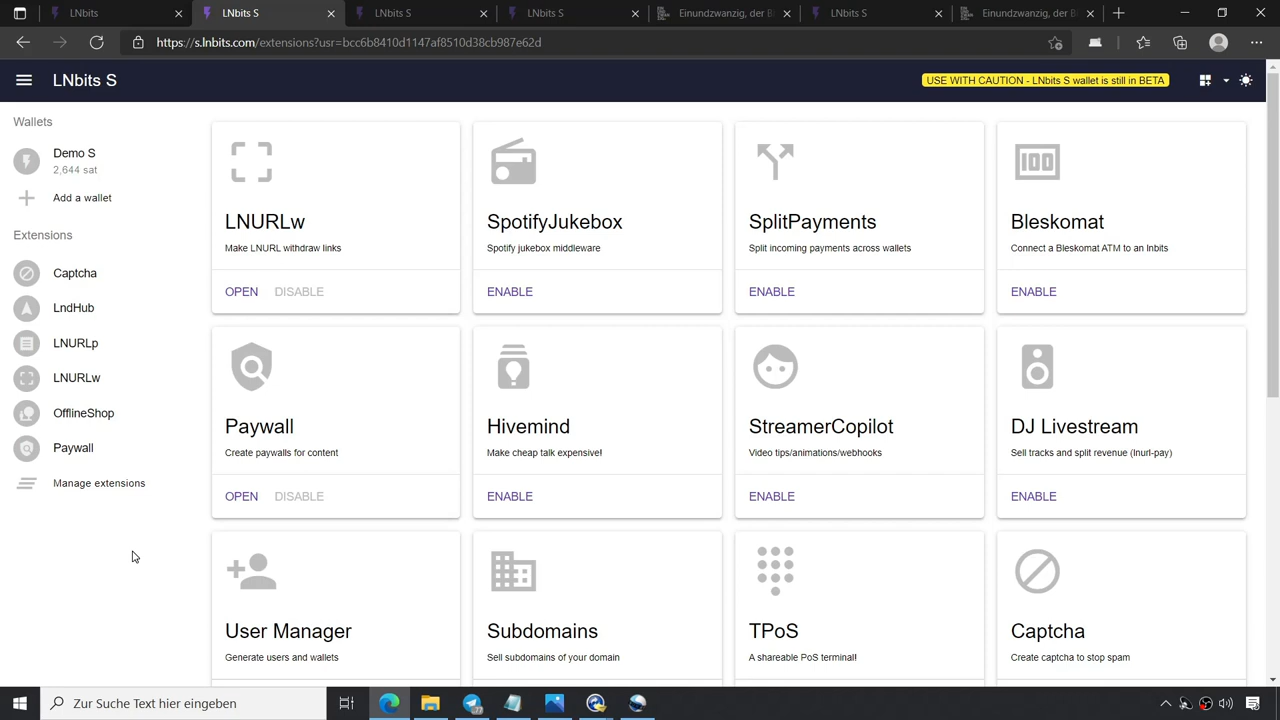 LNbits S
LNbits S
LNbits S
LNbits S
Einundzwanzig, der B
LNbits S
Einundzwanzig, der B
https://s.lnbits.com/extensions?usr=bcc6b8410d1147af8510d38cb987e62d
LNbits S
USE WITH CAUTION - LNbits S wallet is still in BETA
Wallets
Demo S
2,644 sat
Add a wallet
Extensions
Captcha
LndHub
LNURLp
LNURLw
OfflineShop
Paywall
Manage extensions
LNURLw
Make LNURL withdraw links
OPEN DISABLE
SpotifyJukebox
Spotify jukebox middleware
ENABLE
SplitPayments
Split incoming payments across wallets
ENABLE
100
Bleskomat
Connect a Bleskomat ATM to an lnbits
ENABLE
Paywall
Create paywalls for content
OPEN DISABLE
Hivemind
Make cheap talk expensive!
ENABLE
StreamerCopilot
Video tips/animations/webhooks
ENABLE
DJ Livestream
Sell tracks and split revenue (lnurl-pay)
ENABLE
User Manager
Generate users and wallets
Subdomains
Sell subdomains of your domain
TPoS
A shareable PoS terminal!
Captcha
Create captcha to stop spam
Zur Suche Text hier eingeben